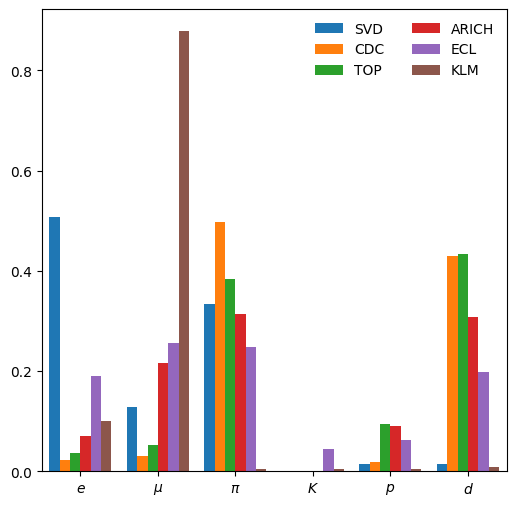 SVD ARICH
CDC ECL
TOP KLM
0.8
0.6
0.4
0.2
0.0
e μ π K p d